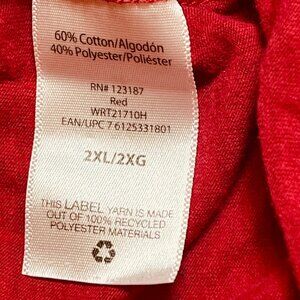 60% Cotton/Algodón
40% Polyester/Poliéster
RN# 123187
Red
WRT21710H
EAN/UPC 7 6125331801
2XL/2XG
THIS LABEL YARN IS MADE
OUT OF 100% RECYCLED
POLYESTER MATERIALS